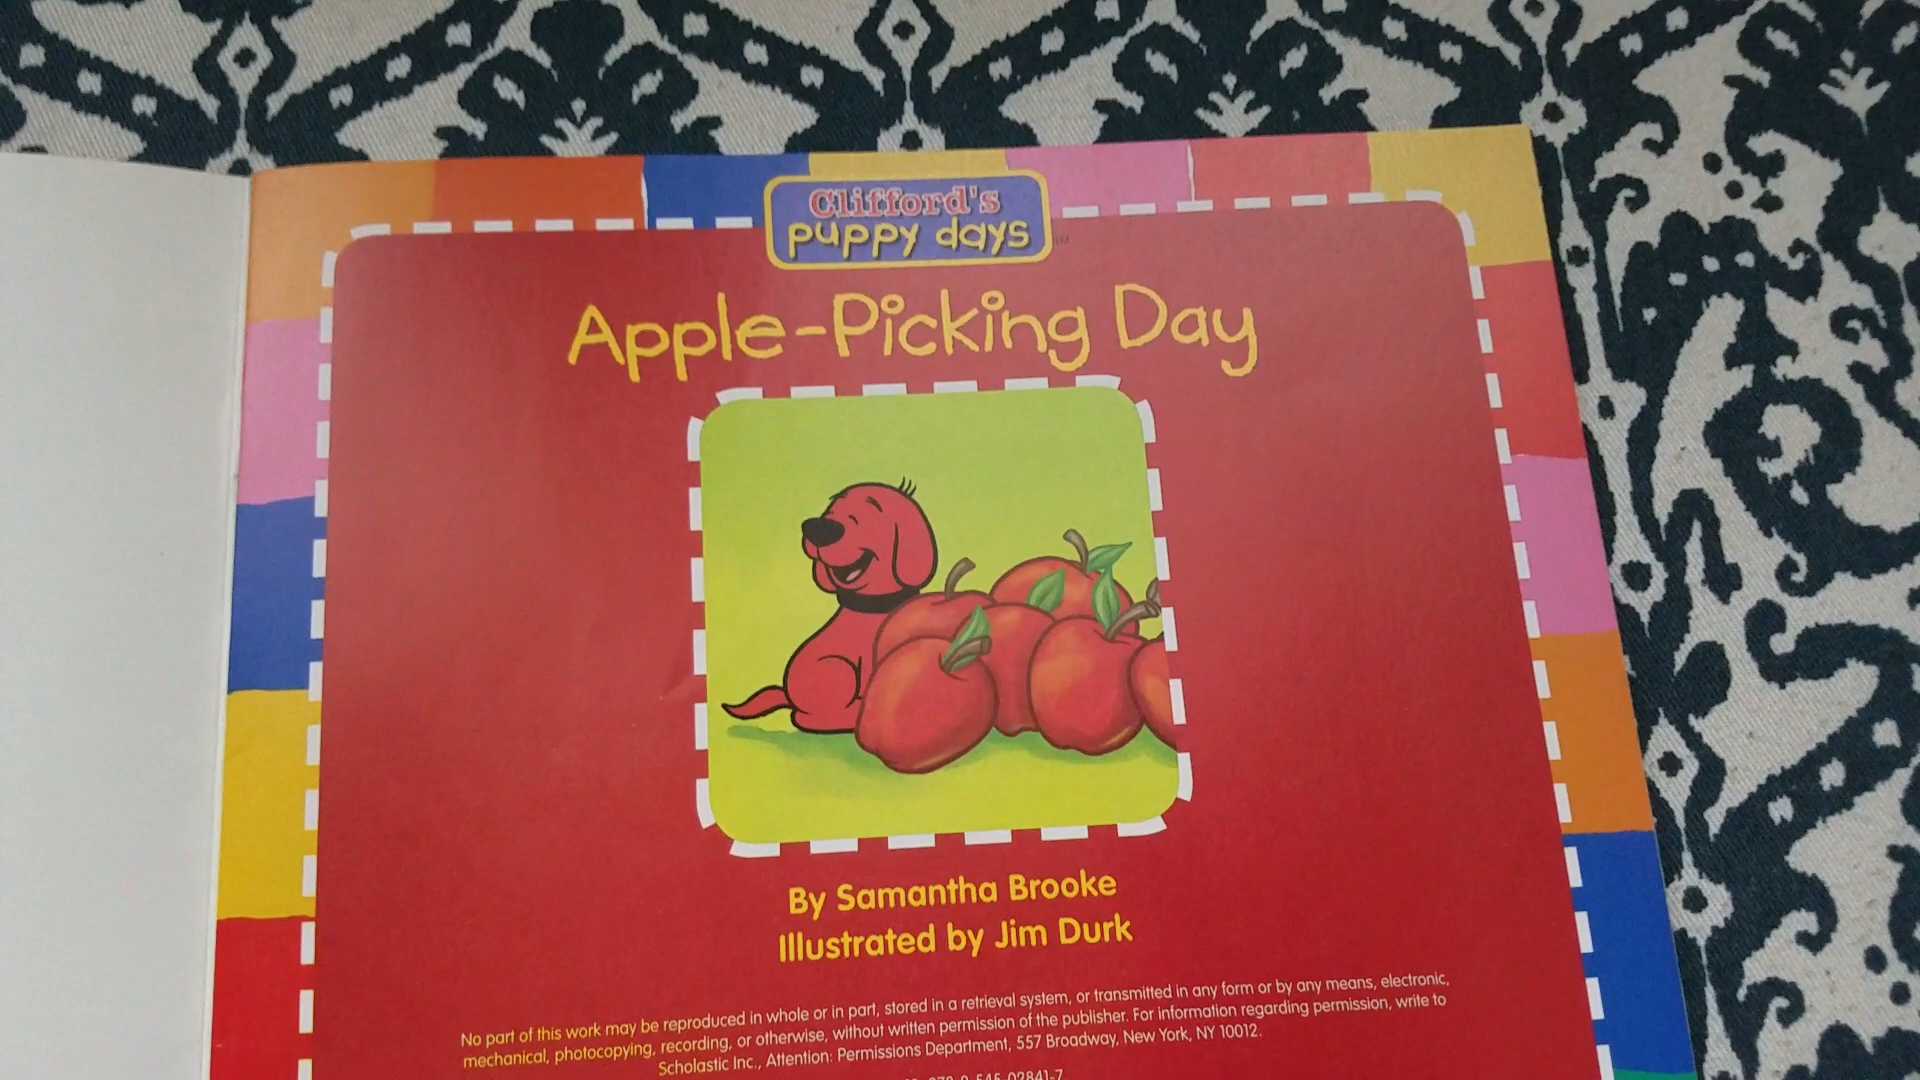 Clifford's
puppy days
Apple-Picking Day
By Samantha Brooke
Illustrated by Jim Durk
No part of this work may be reproduced in whole or in part, stored in a retrieval system, or transmitted in any form or by any means, electronic,
mechanical, photocopying, recording, or otherwise, without written permission of the publisher. For information regarding permission, write to
Scholastic Inc., Attention: Permissions Department, 557 Broadway, New York, NY 10012.
02841-7